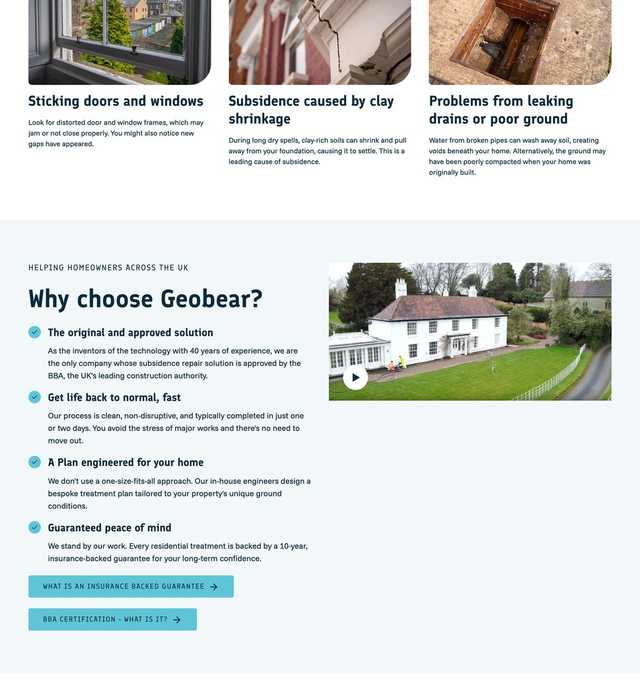 Sticking doors and windows
Look for distorted door and window frames, which may
jam or not close properly. You might also notice new
gaps have appeared.
Subsidence caused by clay
shrinkage
During long dry spells, clay-rich soils can shrink and pull
away from your foundation, causing it to settle. This is a
leading cause of subsidence.
Problems from leaking
drains or poor ground
Water from broken pipes can wash away soil, creating
voids beneath your home. Alternatively, the ground may
have been poorly compacted when your home was
originally built.
HELPING HOMEOWNERS ACROSS THE UK
Why choose Geobear?
The original and approved solution
As the inventors of the technology with 40 years of experience, we are
the only company whose subsidence repair solution is approved by the
BBA, the UK's leading construction authority.
Get life back to normal, fast
Our process is clean, non-disruptive, and typically completed in just one
or two days. You avoid the stress of major works and there's no need to
move out.
A Plan engineered for your home
We don't use a one-size-fits-all approach. Our in-house engineers design a
bespoke treatment plan tailored to your property's unique ground
conditions.
Guaranteed peace of mind
We stand by our work. Every residential treatment is backed by a 10-year,
insurance-backed guarantee for your long-term confidence.
WHAT IS AN INSURANCE BACKED GUARANTEE
BBA CERTIFICATION - WHAT IS IT?